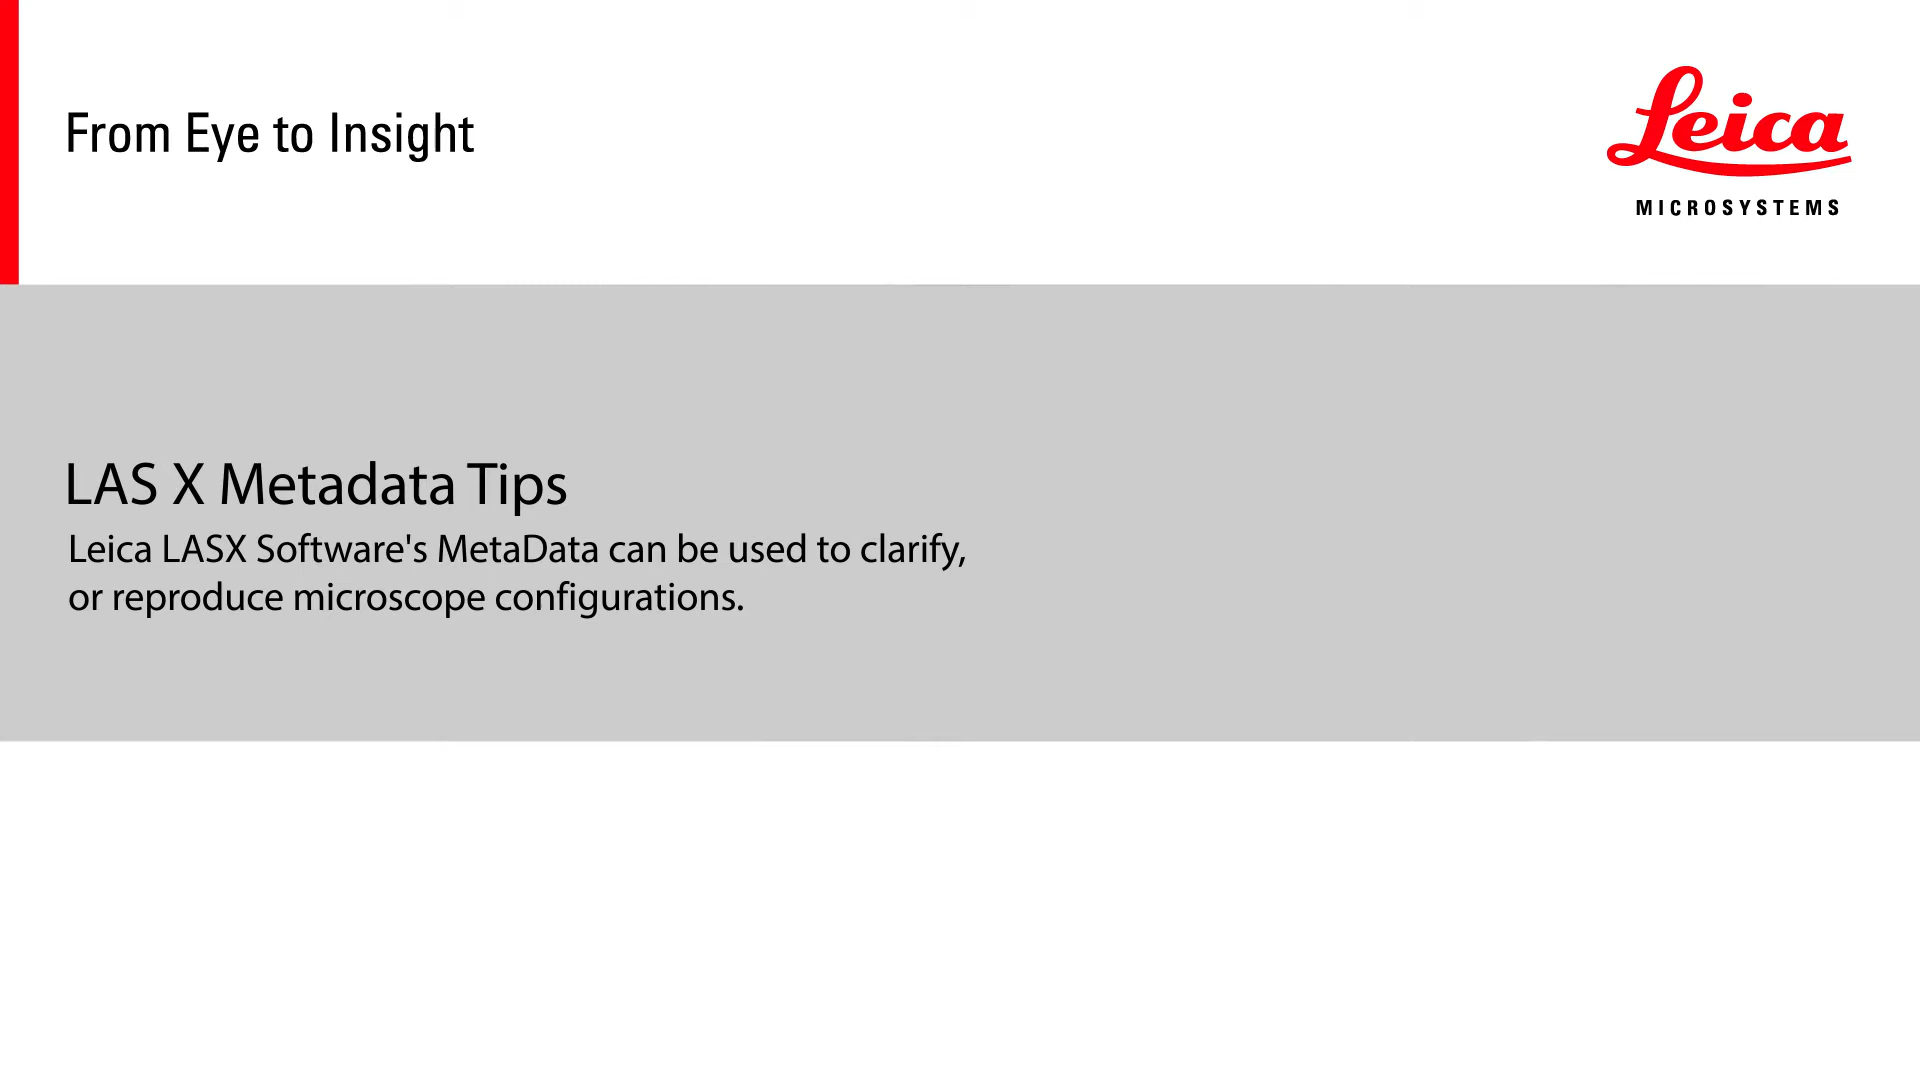 From Eye to Insight
Leica
MICROSYSTEMS
LAS X Metadata Tips
Leica LASX Software's MetaData can be used to clarify,
or reproduce microscope configurations.